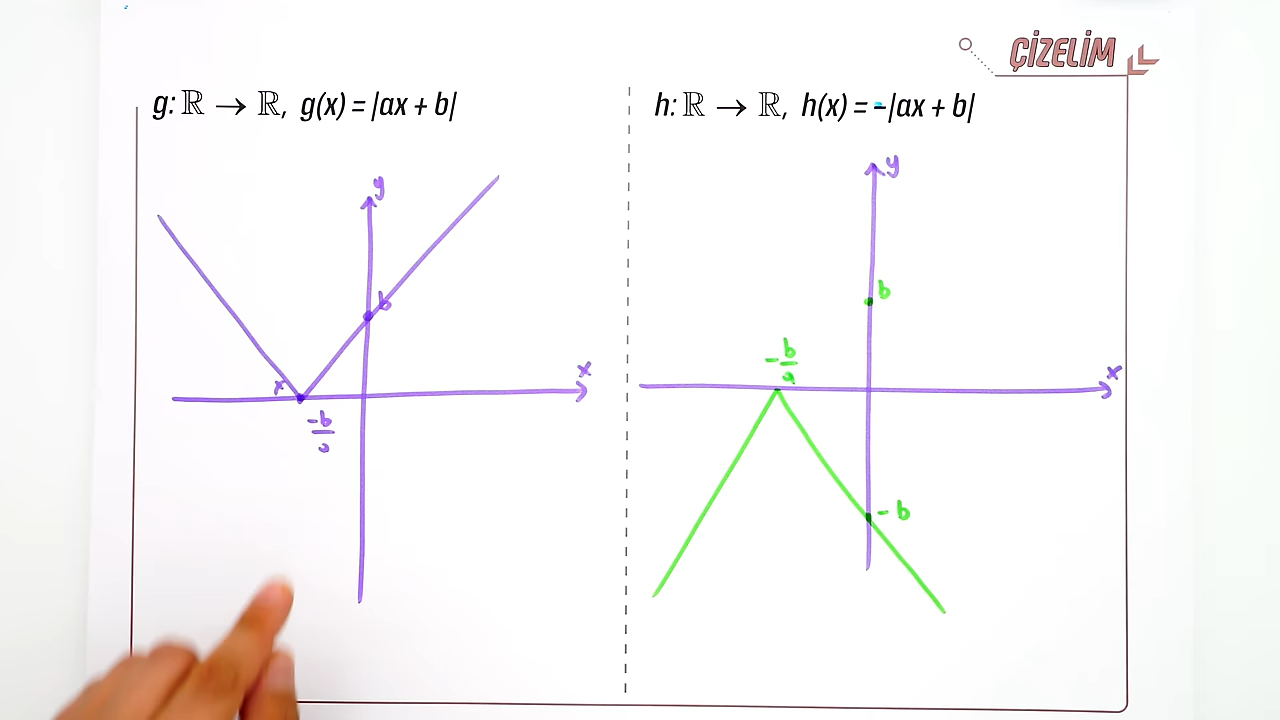 ÇİZELİM
g: ℝ → ℝ, g(x) = |ax + b|
y
b
x
x
-b
a
h: ℝ → ℝ, h(x) = -|ax + b|
y
b
-b
a
x
-b